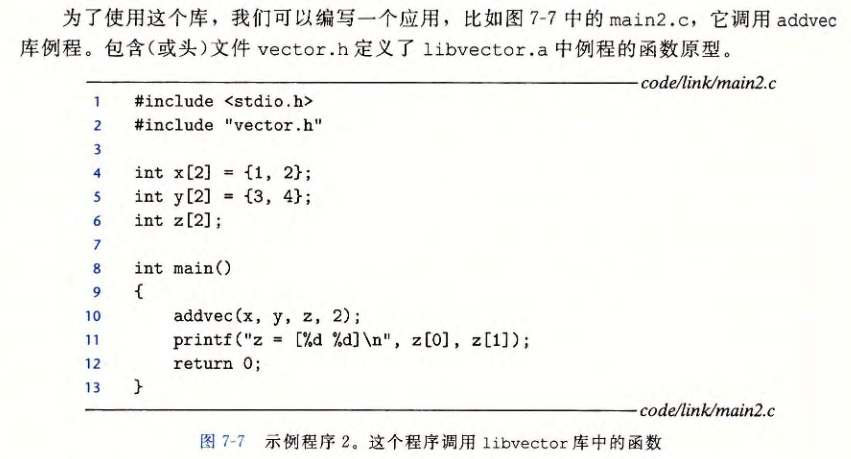 为了使用这个库，我们可以编写一个应用，比如图 7-7 中的 main2.c，它调用 addvec
库例程。包含(或头)文件 vector.h 定义了 libvector.a 中例程的函数原型。
code/link/main2.c
1 #include <stdio.h>
2 #include "vector.h"
3
4 int x[2] = {1, 2};
5 int y[2] = {3, 4};
6 int z[2];
7
8 int main()
9 {
10 addvec(x, y, z, 2);
11 printf("z = [%d %d]\n", z[0], z[1]);
12 return 0;
13 }
code/link/main2.c
图 7-7 示例程序 2。这个程序调用 libvector 库中的函数